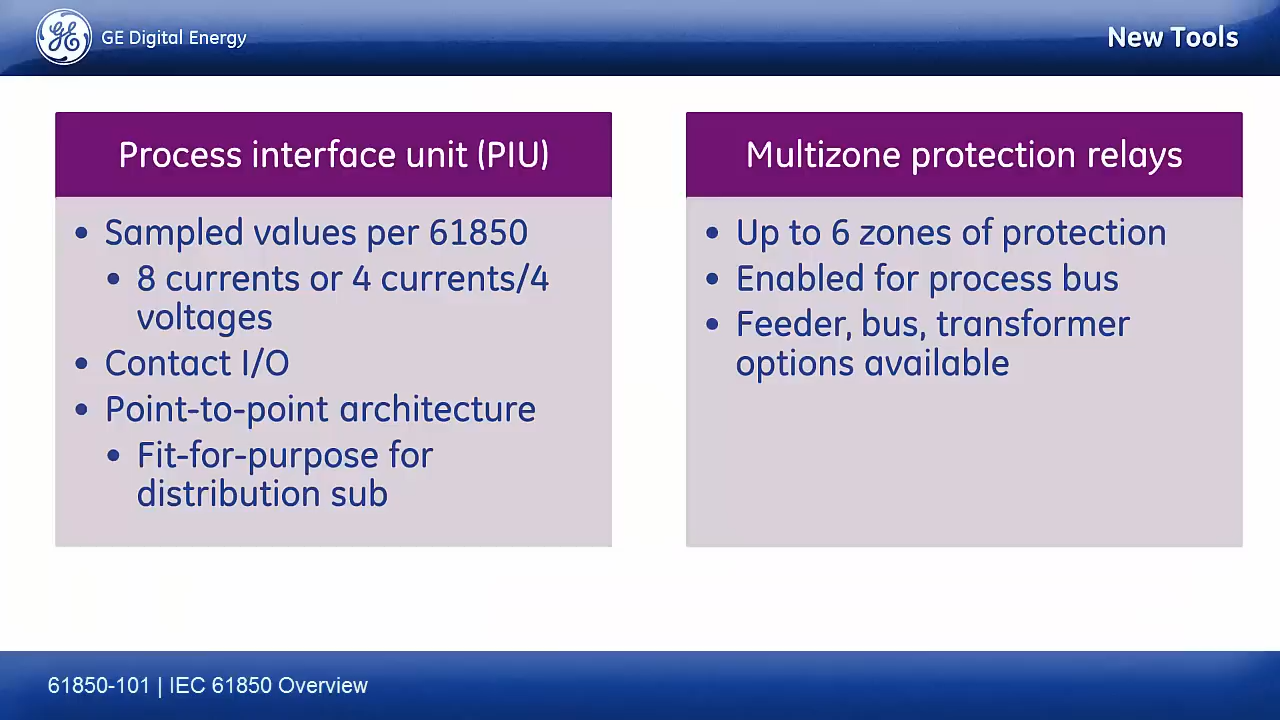 GE Digital Energy
New Tools
Process interface unit (PIU)
• Sampled values per 61850
• 8 currents or 4 currents/4
voltages
• Contact I/O
• Point-to-point architecture
• Fit-for-purpose for
distribution sub
Multizone protection relays
• Up to 6 zones of protection
• Enabled for process bus
• Feeder, bus, transformer
options available
61850-101 | IEC 61850 Overview